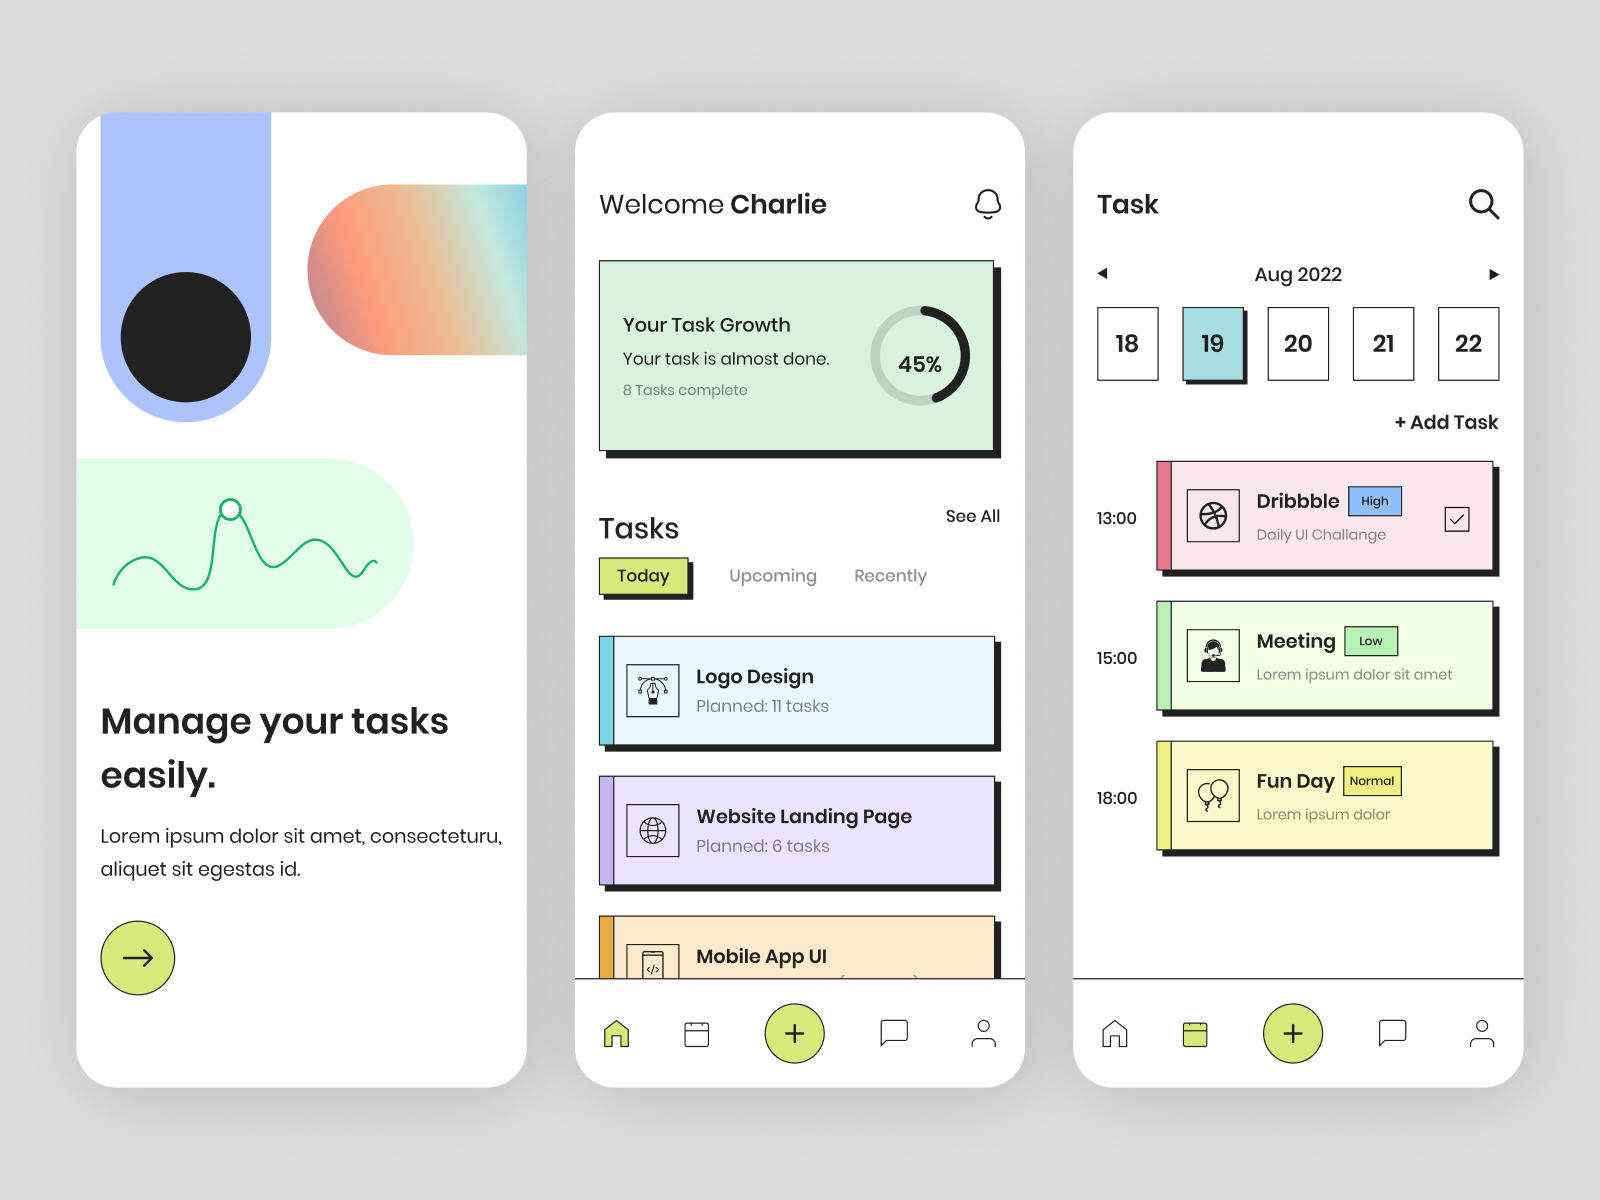 Manage your tasks
easily.
Lorem ipsum dolor sit amet, consecteturu,
aliquet sit egestas id.
Welcome Charlie
Your Task Growth
Your task is almost done.
8 Tasks complete
45%
Tasks
See All
Today
Upcoming
Recently
Logo Design
Planned: 11 tasks
Website Landing Page
Planned: 6 tasks
Mobile App UI
</>
Task
Aug 2022
18
19
20
21
22
+ Add Task
13:00
Dribbble
High
Daily UI Challange
15:00
Meeting
Low
Lorem ipsum dolor sit amet
18:00
Fun Day
Normal
Lorem ipsum dolor